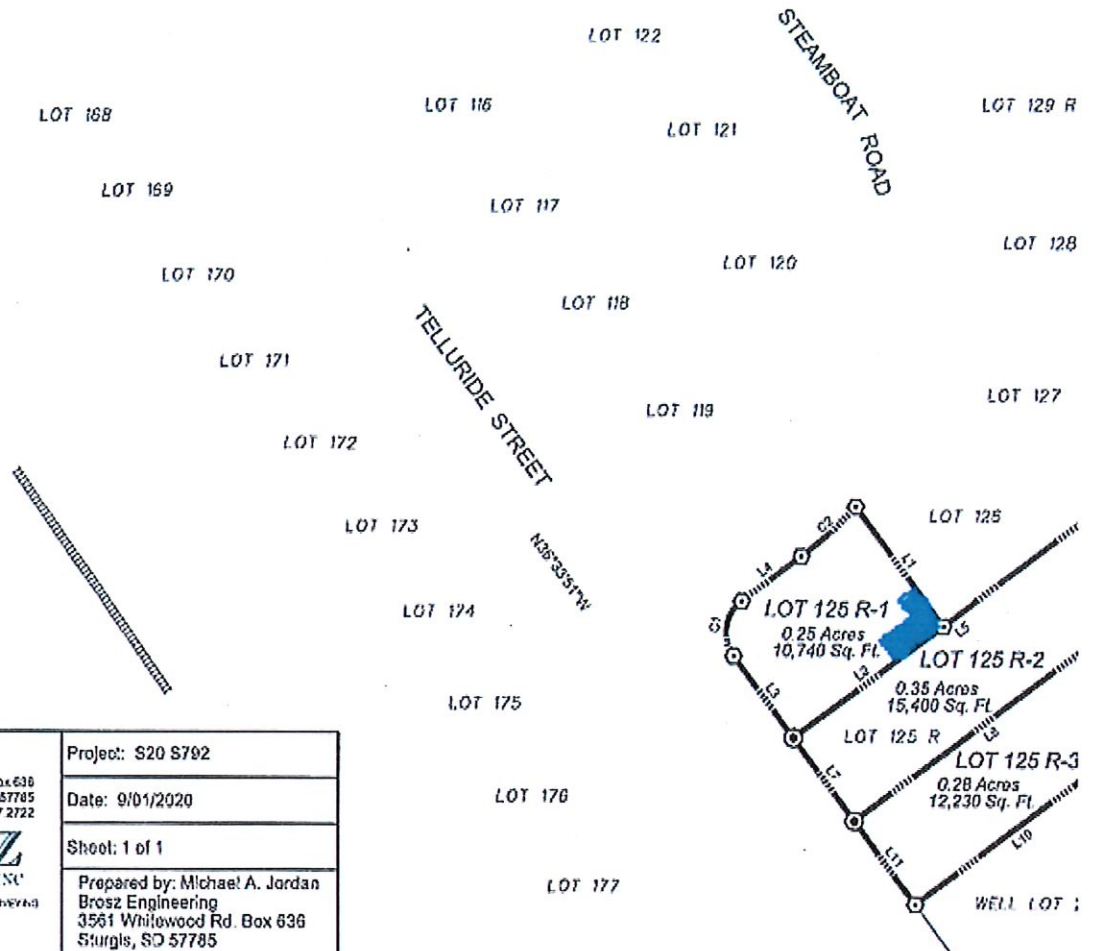 LOT 122
STEAMBOAT ROAD
LOT 168
LOT 116
LOT 129 R
LOT 121
LOT 169
LOT 117
LOT 128
LOT 120
LOT 170
LOT 118
TELLURIDE STREET
LOT 171
LOT 127
LOT 119
LOT 172
LOT 173
LOT 126
C2
L1
N36°33'51"W
L4
LOT 174
LOT 125 R-1
0.25 Acres
10,740 Sq. Ft.
C1
L5
LOT 125 R-2
0.35 Acres
15,400 Sq. Ft.
L3
L2
LOT 175
LOT 125 R
LOT 125 R-3
0.28 Acres
12,230 Sq. Ft.
L7
LOT 176
L10
L11
LOT 177
WELL LOT
Project: S20 S792
Date: 9/01/2020
Sheet: 1 of 1
Prepared by: Michael A. Jordan
Brosz Engineering
3561 Whitewood Rd. Box 636
Sturgis, SD 57785
57785
2722